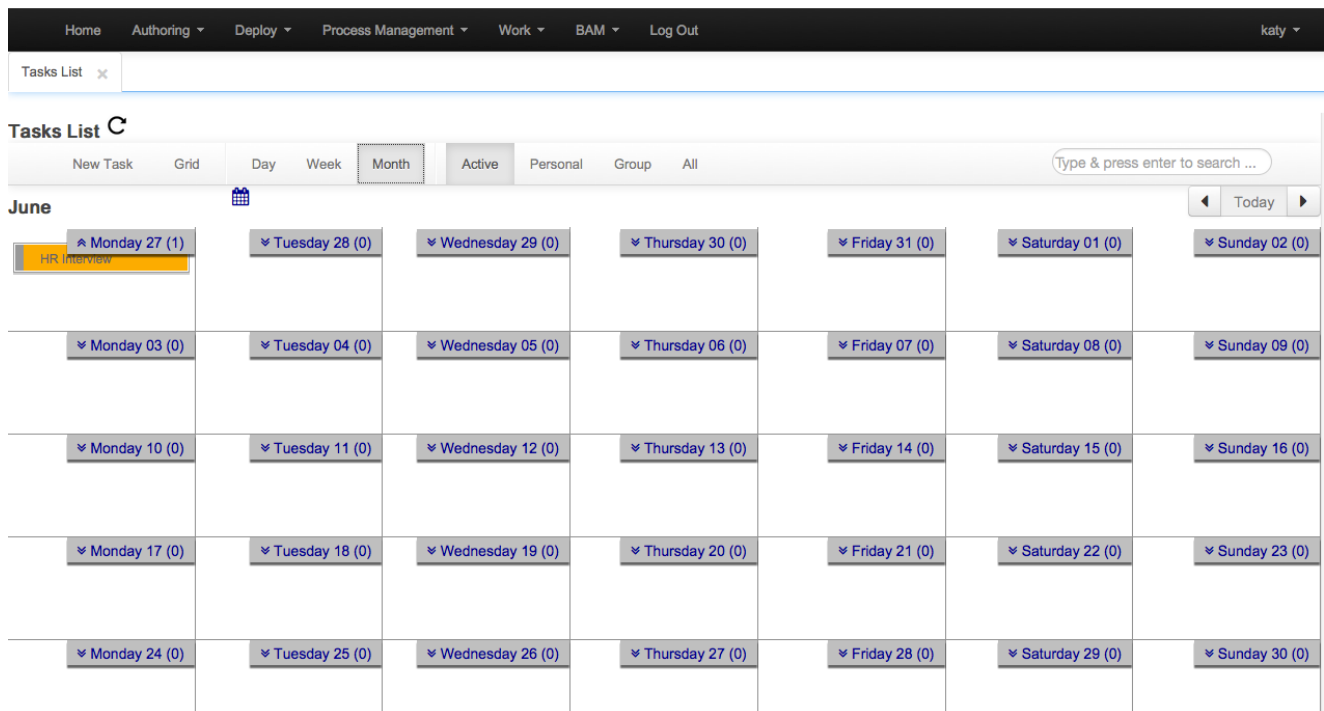 Home Authoring Deploy Process Management Work BAM Log Out katy
Tasks List
Tasks List
New Task Grid Day Week Month Active Personal Group All Type & press enter to search ...
June Today
Monday 27 (1) Tuesday 28 (0) Wednesday 29 (0) Thursday 30 (0) Friday 31 (0) Saturday 01 (0) Sunday 02 (0)
HR Interview
Monday 03 (0) Tuesday 04 (0) Wednesday 05 (0) Thursday 06 (0) Friday 07 (0) Saturday 08 (0) Sunday 09 (0)
Monday 10 (0) Tuesday 11 (0) Wednesday 12 (0) Thursday 13 (0) Friday 14 (0) Saturday 15 (0) Sunday 16 (0)
Monday 17 (0) Tuesday 18 (0) Wednesday 19 (0) Thursday 20 (0) Friday 21 (0) Saturday 22 (0) Sunday 23 (0)
Monday 24 (0) Tuesday 25 (0) Wednesday 26 (0) Thursday 27 (0) Friday 28 (0) Saturday 29 (0) Sunday 30 (0)